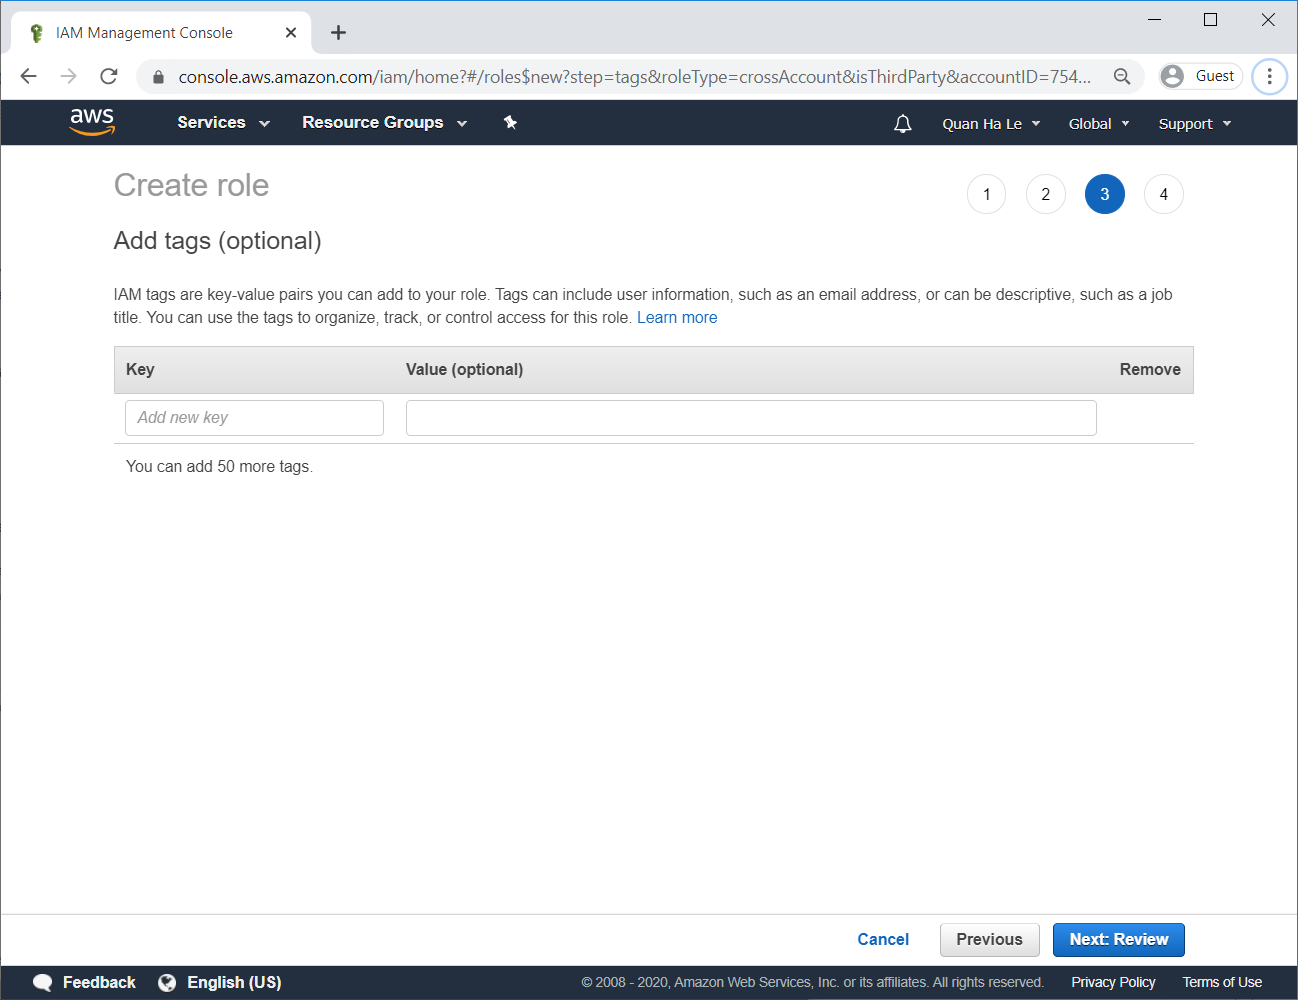 IAM Management Console
console.aws.amazon.com/iam/home?#/roles$new?step=tags&roleType=crossAccount&isThirdParty&accountID=754...
Guest
aws
Services
Resource Groups
Quan Ha Le
Global
Support
Create role
1
2
3
4
Add tags (optional)
IAM tags are key-value pairs you can add to your role. Tags can include user information, such as an email address, or can be descriptive, such as a job
title. You can use the tags to organize, track, or control access for this role. Learn more
Key
Value (optional)
Remove
Add new key
You can add 50 more tags.
Cancel
Previous
Next: Review
Feedback
English (US)
© 2008 - 2020, Amazon Web Services, Inc. or its affiliates. All rights reserved.
Privacy Policy
Terms of Use